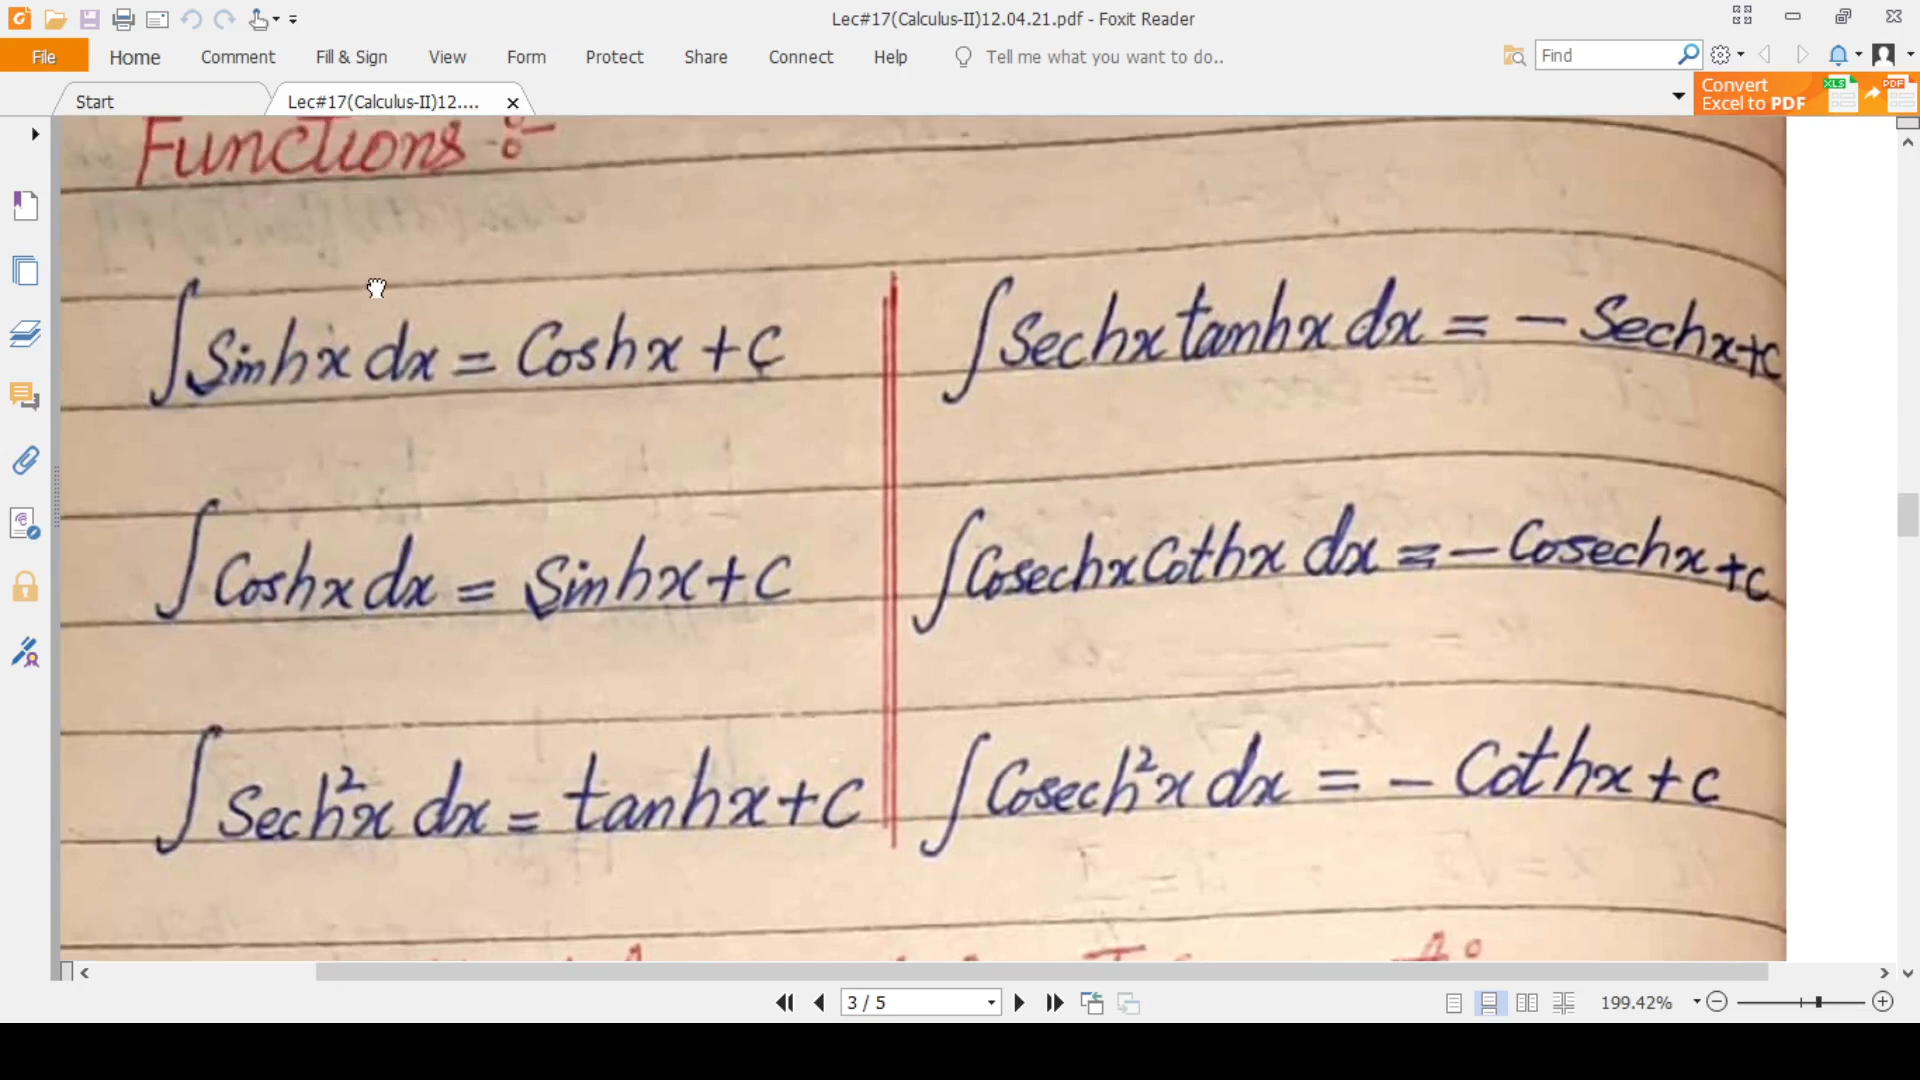 Lec#17(Calculus-II)12.04.21.pdf - Foxit Reader
File Home Comment Fill & Sign View Form Protect Share Connect Help Tell me what you want to do.. Find
Start Lec#17(Calculus-II)12....
Convert
Excel to PDF
XLS PDF
Functions :-
∫Sinhx dx = Coshx + C
∫Sechx tanhx dx = - Sechx+C
∫Coshx dx = Sinhx + C
∫Cosechx Cothx dx = - Cosechx+C
∫Sech²x dx = tanhx + C
∫Cosech²x dx = - Cothx + C
3 / 5
199.42%